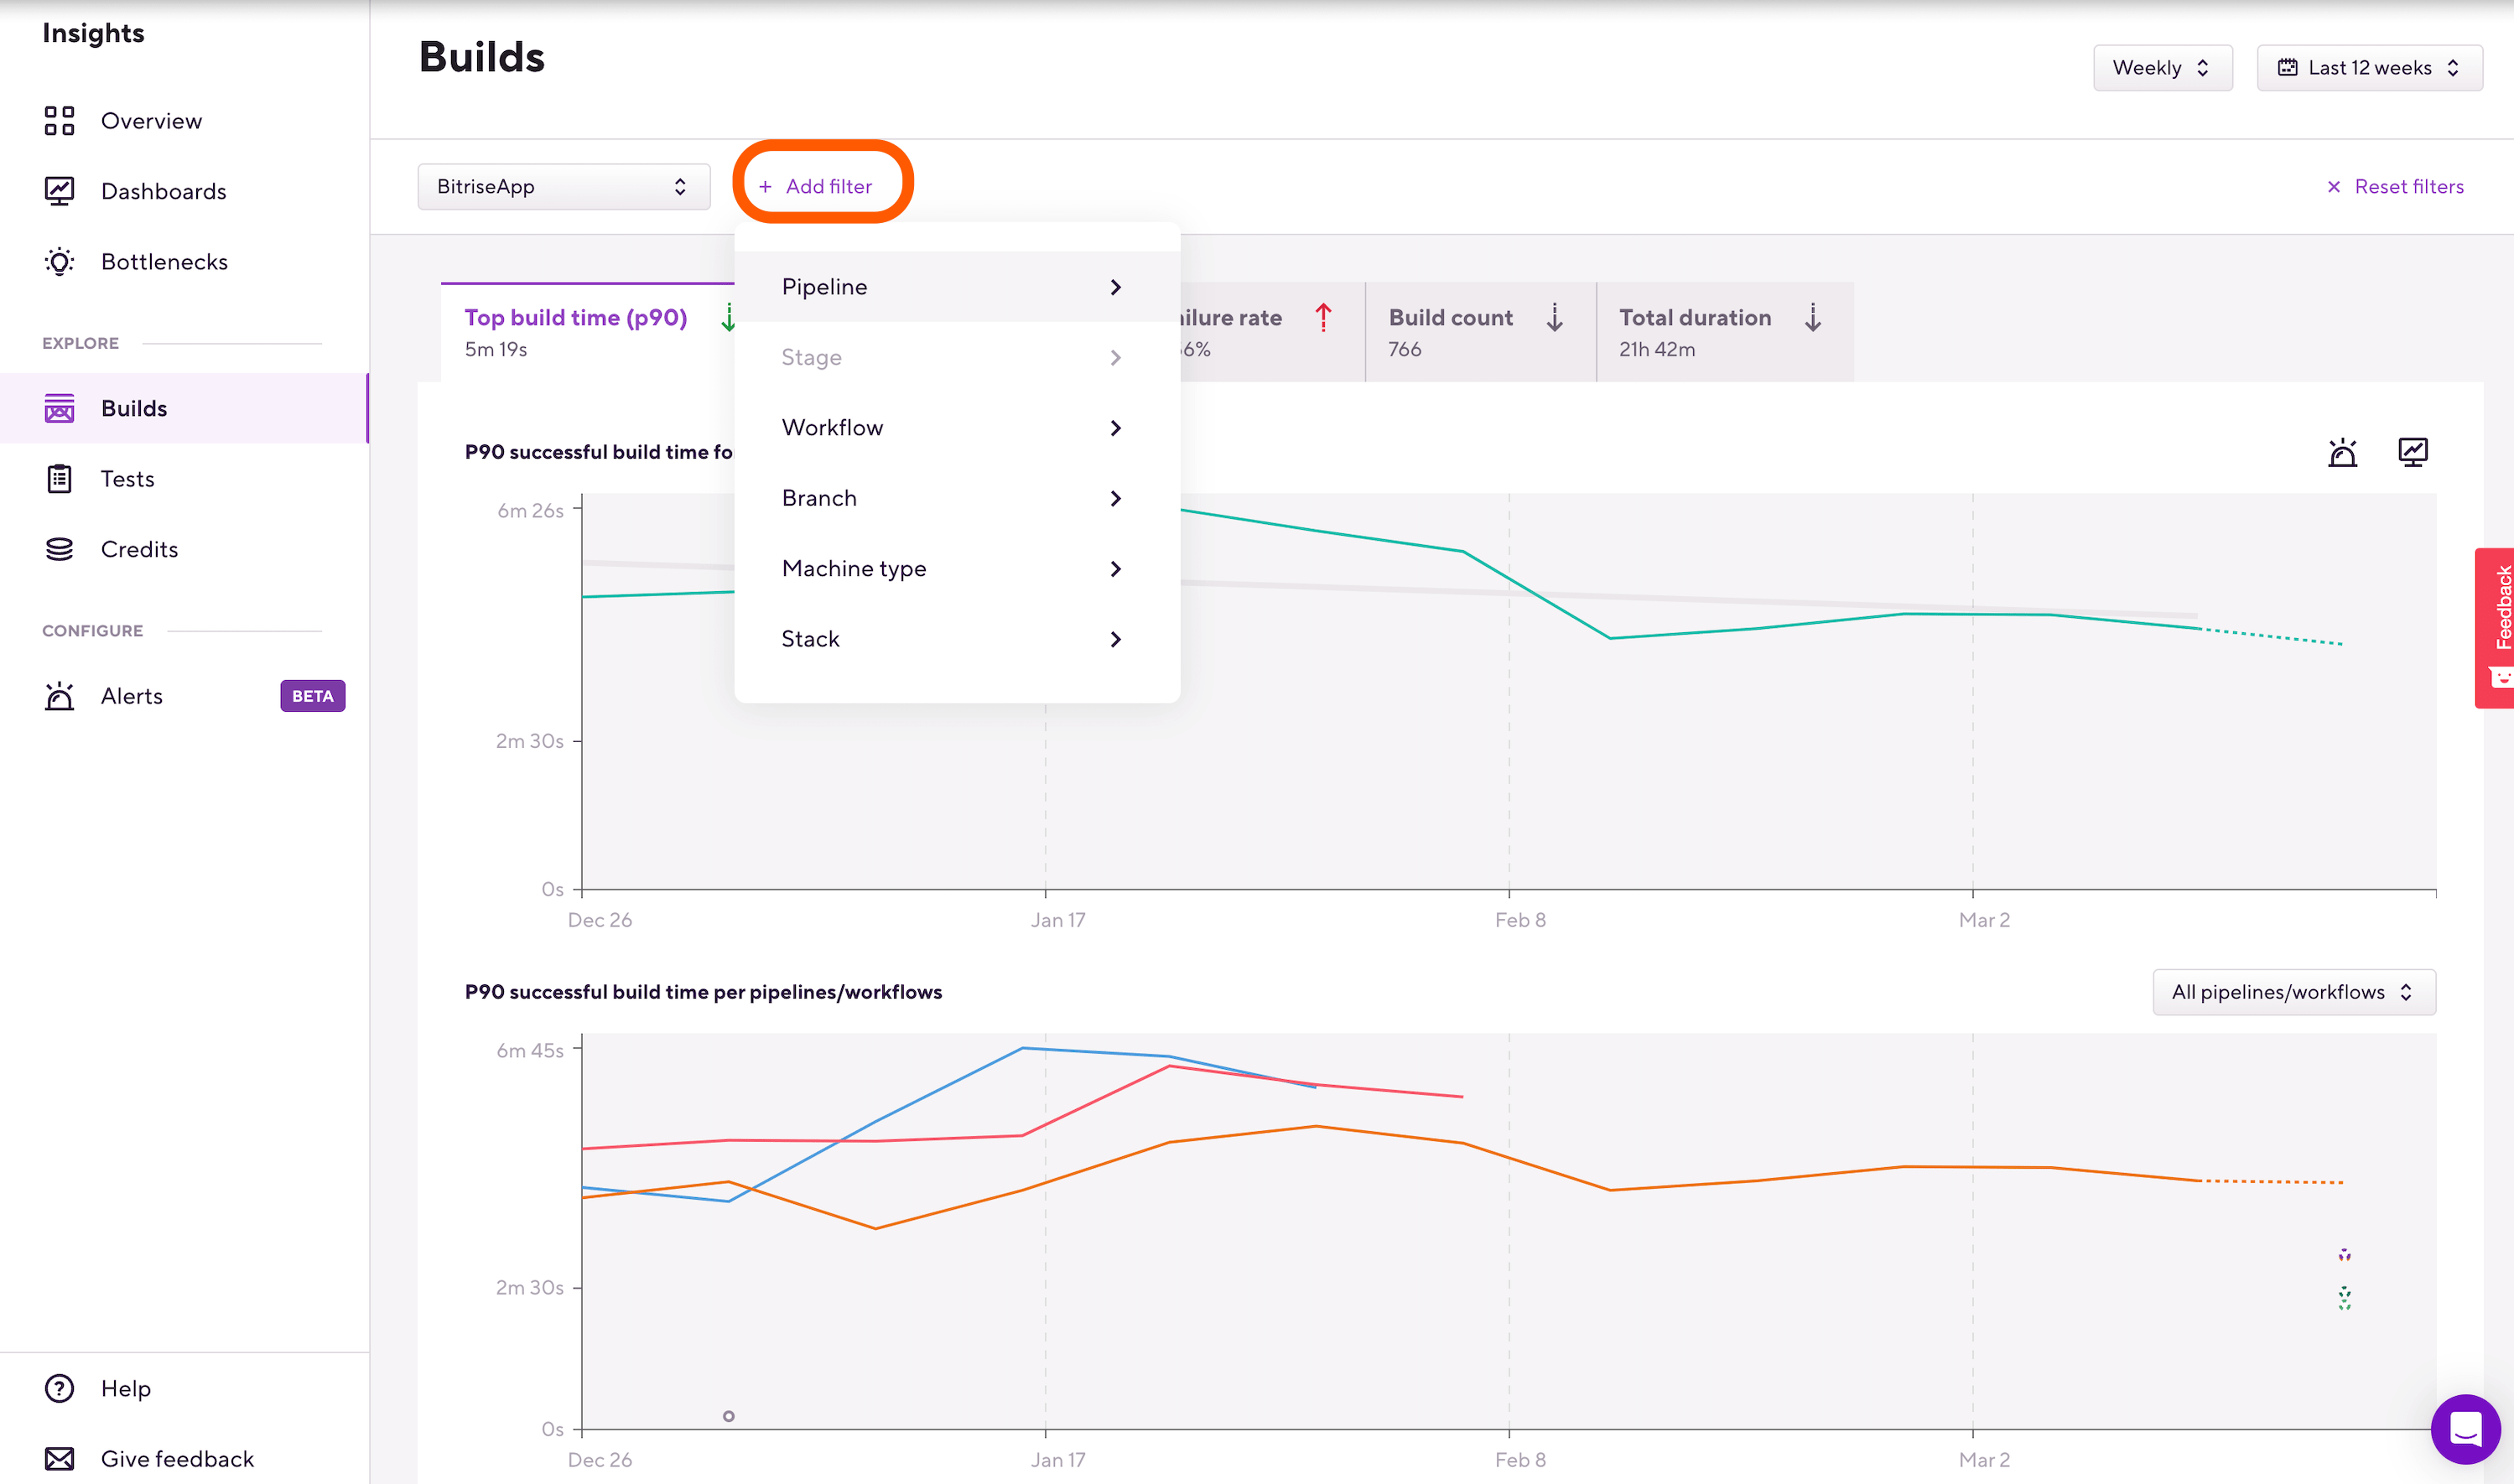 Insights
Overview
Dashboards
Bottlenecks
EXPLORE
Builds
Tests
Credits
CONFIGURE
Alerts
BETA
Help
Give feedback
Builds
Weekly
Last 12 weeks
BitriseApp
+ Add filter
× Reset filters
Pipeline
Stage
Workflow
Branch
Machine type
Stack
Top build time (p90)
5m 19s
ilure rate
6%
Build count
766
Total duration
21h 42m
P90 successful build time fo
6m 26s
2m 30s
0s
Dec 26
Jan 17
Feb 8
Mar 2
P90 successful build time per pipelines/workflows
All pipelines/workflows
6m 45s
2m 30s
0s
Dec 26
Jan 17
Feb 8
Mar 2
Feedback